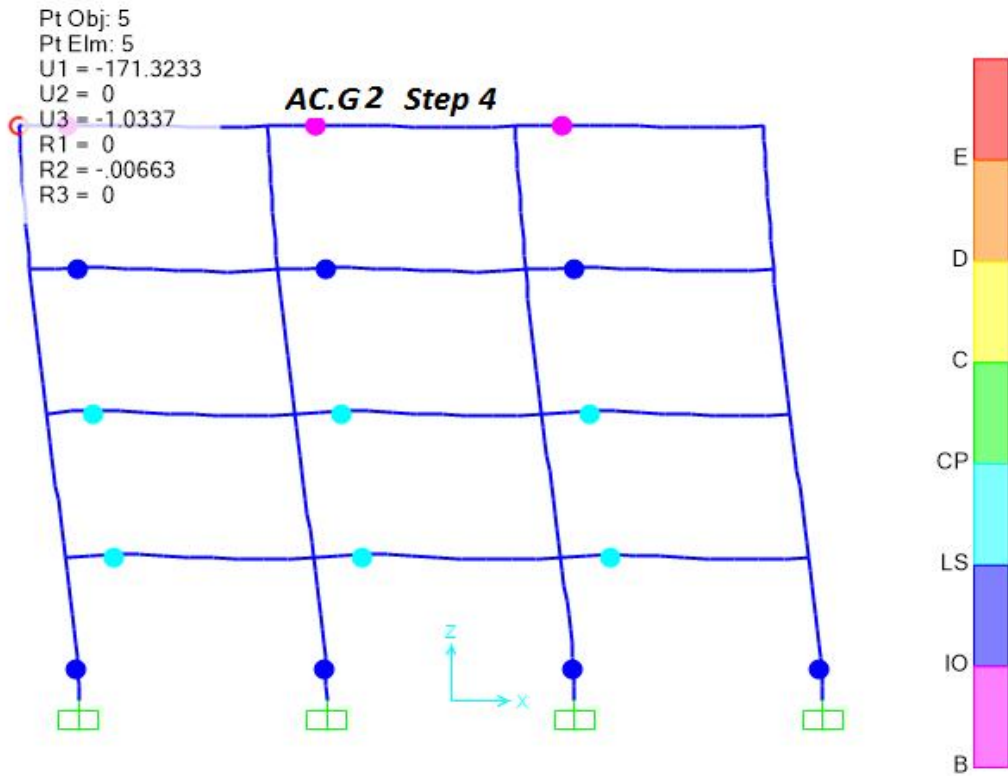 Pt Obj: 5
Pt Elm: 5
U1 = -171.3233
U2 = 0
U3 = -1.0337
R1 = 0
R2 = -.00663
R3 = 0
AC.G2 Step 4
E
D
C
CP
LS
IO
B
Z
X